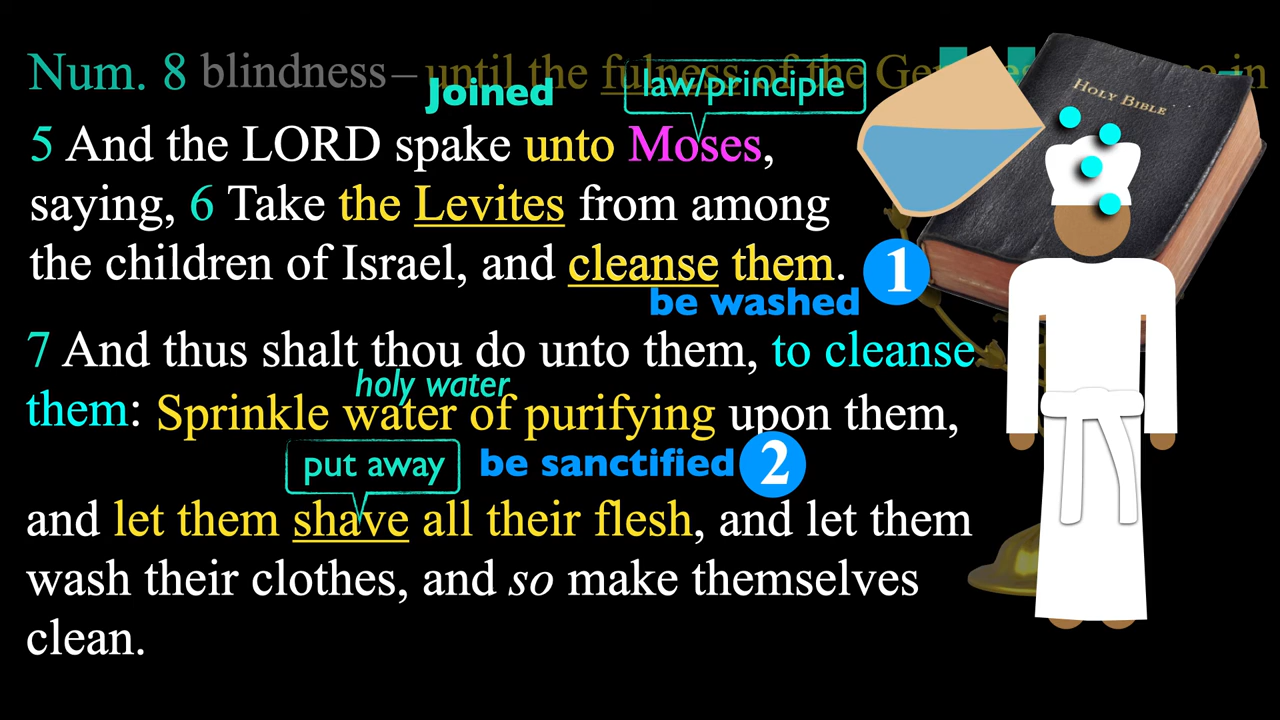 Num. 8 blindness – until the fulness of the Ge in
Joined
law/principle
5 And the LORD spake unto Moses,
saying, 6 Take the Levites from among
the children of Israel, and cleanse them. 1
be washed
7 And thus shalt thou do unto them, to cleanse
holy water
them: Sprinkle water of purifying upon them,
put away
be sanctified 2
and let them shave all their flesh, and let them
wash their clothes, and so make themselves
clean.
HOLY BIBLE